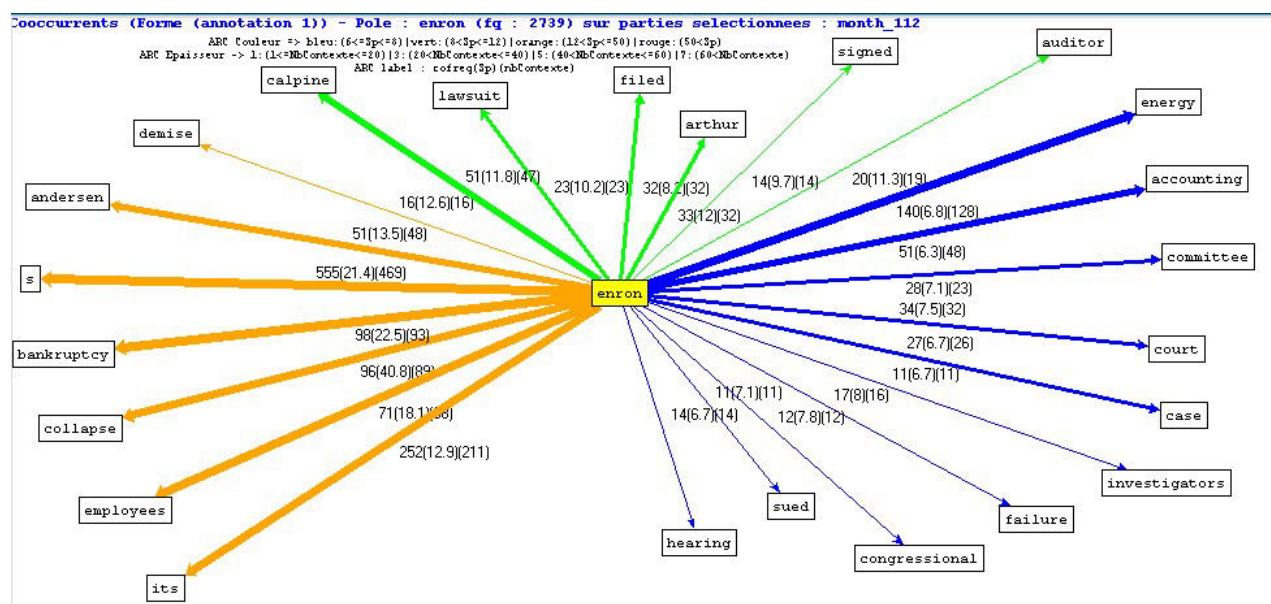 Cooccurrents (Forme (annotation 1)) - Pole : enron (fq : 2739) sur parties selectionnees : month_112
ARC Couleur => bleu:(6<=Sp<=8)|vert:(8<Sp<=12)|orange:(12<Sp<=50)|rouge:(50<Sp)
ARC Epaisseur -> 1:(1<=NbContexte<=20)|3:(20<NbContexte<=40)|5:(40<NbContexte<=60)|7:(60<NbContexte)
ARC label : cofreq(Sp)(nbContexte)
signed
auditor
calpine
lawsuit
filed
arthur
energy
demise
andersen
accounting
s
committee
enron
bankruptcy
court
collapse
case
employees
investigators
sued
failure
hearing
congressional
its
51(11.8)(47)
23(10.2)(23)
32(8.2)(32)
14(9.7)(14)
20(11.3)(19)
16(12.6)(16)
33(12)(32)
140(6.8)(128)
51(13.5)(48)
51(6.3)(48)
555(21.4)(469)
28(7.1)(23)
34(7.5)(32)
98(22.5)(93)
27(6.7)(26)
96(40.8)(89)
11(6.7)(11)
11(7.1)(11)
17(8)(16)
14(6.7)(14)
12(7.8)(12)
252(12.9)(211)